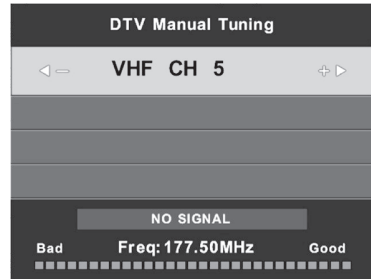 DTV Manual Tuning
VHF CH 5
NO SIGNAL
Bad Freq:177.50MHz Good